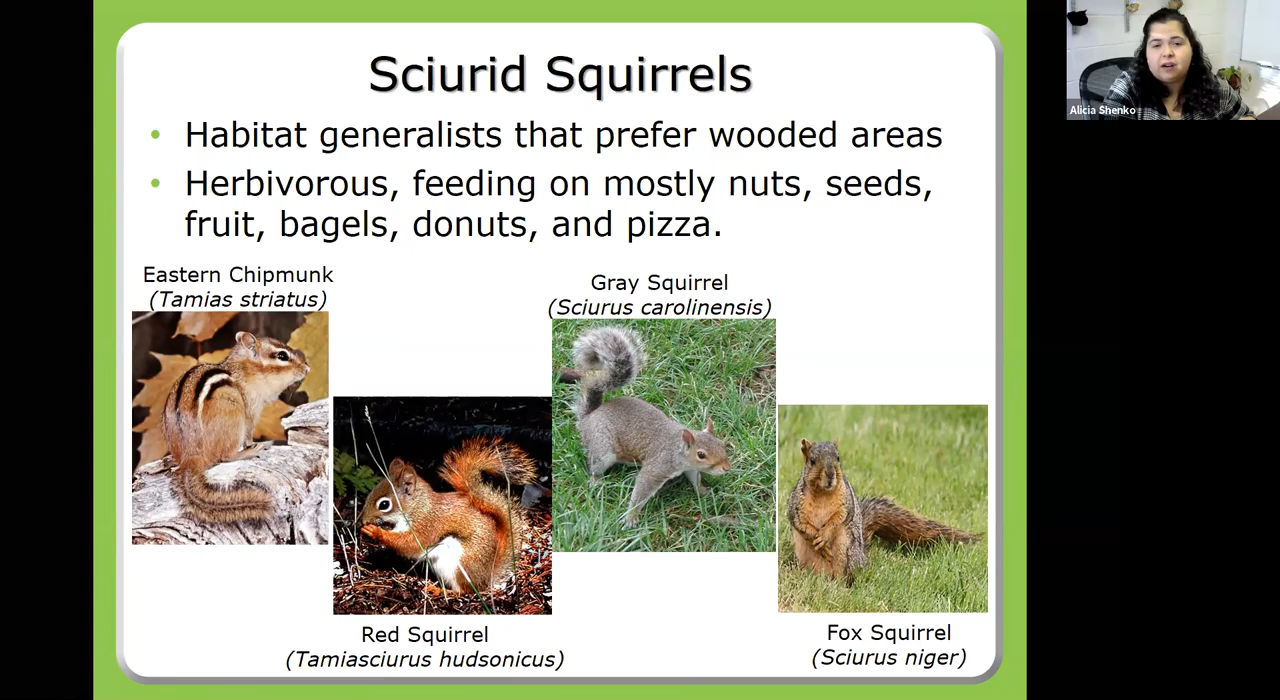 Sciurid Squirrels
• Habitat generalists that prefer wooded areas
• Herbivorous, feeding on mostly nuts, seeds,
fruit, bagels, donuts, and pizza.
Eastern Chipmunk
(Tamias striatus)
Gray Squirrel
(Sciurus carolinensis)
Red Squirrel
(Tamiasciurus hudsonicus)
Fox Squirrel
(Sciurus niger)
Alicia Shenko